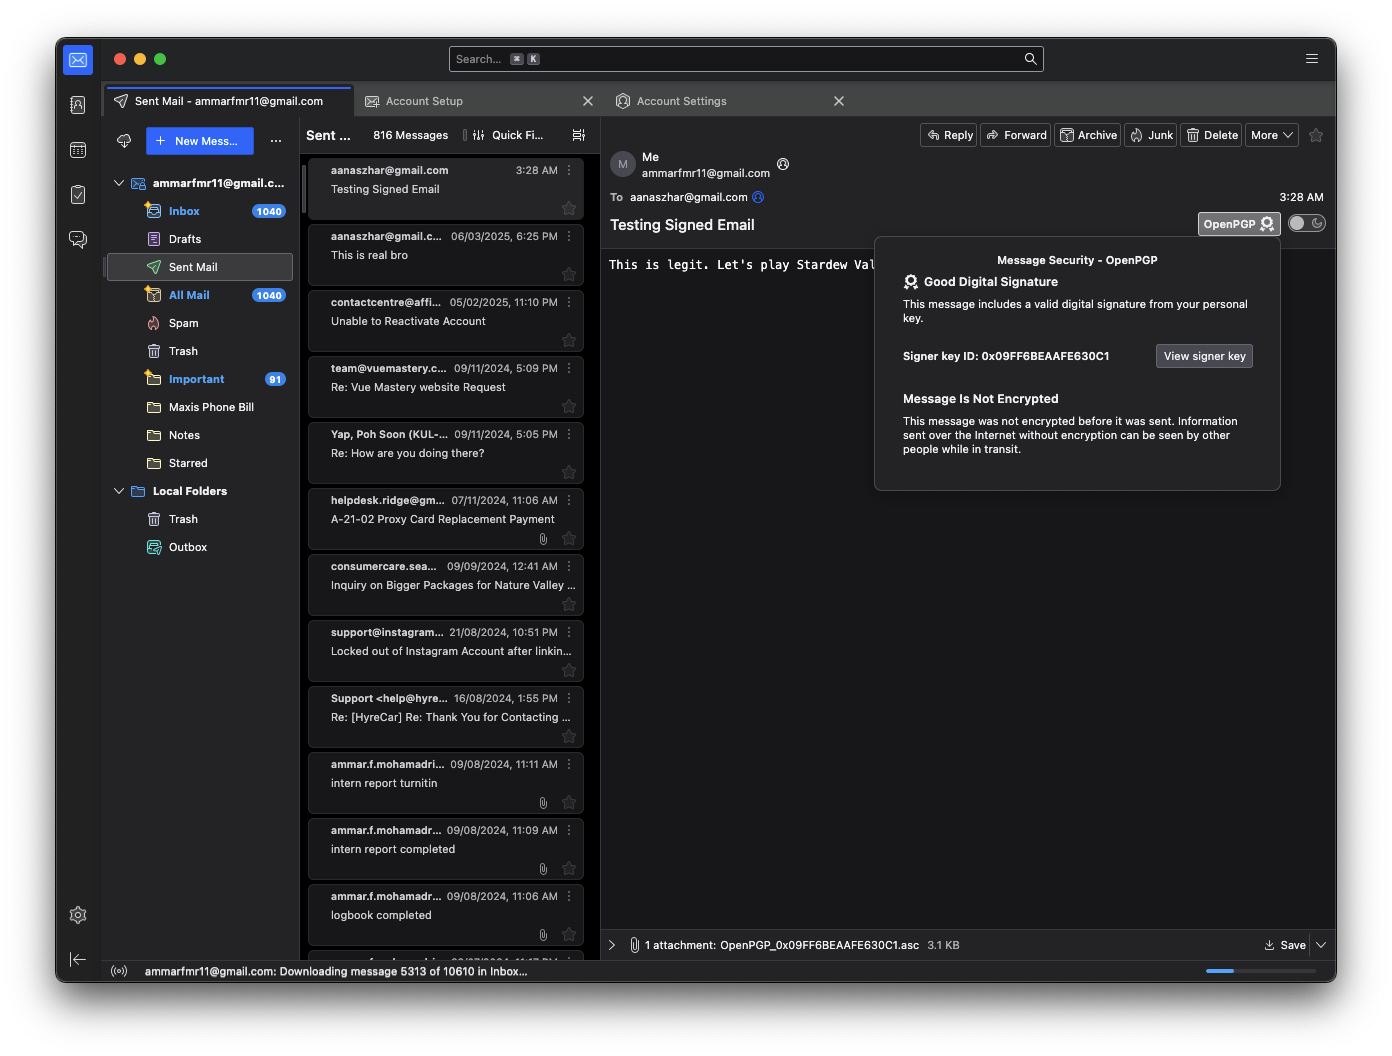 Search... ⌘ K
Sent Mail - ammarfmr11@gmail.com
Account Setup
Account Settings
New Mess...
ammarfmr11@gmail.c...
Inbox 1040
Drafts
Sent Mail
All Mail 1040
Spam
Trash
Important 91
Maxis Phone Bill
Notes
Starred
Local Folders
Trash
Outbox
Sent ... 816 Messages Quick Fi...
aanaszhar@gmail.com 3:28 AM
Testing Signed Email
aanaszhar@gmail.c... 06/03/2025, 6:25 PM
This is real bro
contactcentre@affi... 05/02/2025, 11:10 PM
Unable to Reactivate Account
team@vuemastery.c... 09/11/2024, 5:09 PM
Re: Vue Mastery website Request
Yap, Poh Soon (KUL-... 09/11/2024, 5:05 PM
Re: How are you doing there?
helpdesk.ridge@gm... 07/11/2024, 11:06 AM
A-21-02 Proxy Card Replacement Payment
consumercare.sea... 09/09/2024, 12:41 AM
Inquiry on Bigger Packages for Nature Valley ...
support@instagram... 21/08/2024, 10:51 PM
Locked out of Instagram Account after linkin...
Support <help@hyre... 16/08/2024, 1:55 PM
Re: [HyreCar] Re: Thank You for Contacting ...
ammar.f.mohamadri... 09/08/2024, 11:11 AM
intern report turnitin
ammar.f.mohamadr... 09/08/2024, 11:09 AM
intern report completed
ammar.f.mohamadr... 09/08/2024, 11:06 AM
logbook completed
Reply Forward Archive Junk Delete More
M
Me
ammarfmr11@gmail.com
To aanaszhar@gmail.com 3:28 AM
Testing Signed Email OpenPGP
This is legit. Let's play Stardew Val
Message Security - OpenPGP
Good Digital Signature
This message includes a valid digital signature from your personal
key.
Signer key ID: 0x09FF6BEAAFE630C1 View signer key
Message Is Not Encrypted
This message was not encrypted before it was sent. Information
sent over the Internet without encryption can be seen by other
people while in transit.
1 attachment: OpenPGP_0x09FF6BEAAFE630C1.asc 3.1 KB Save
ammarfmr11@gmail.com: Downloading message 5313 of 10610 in Inbox...